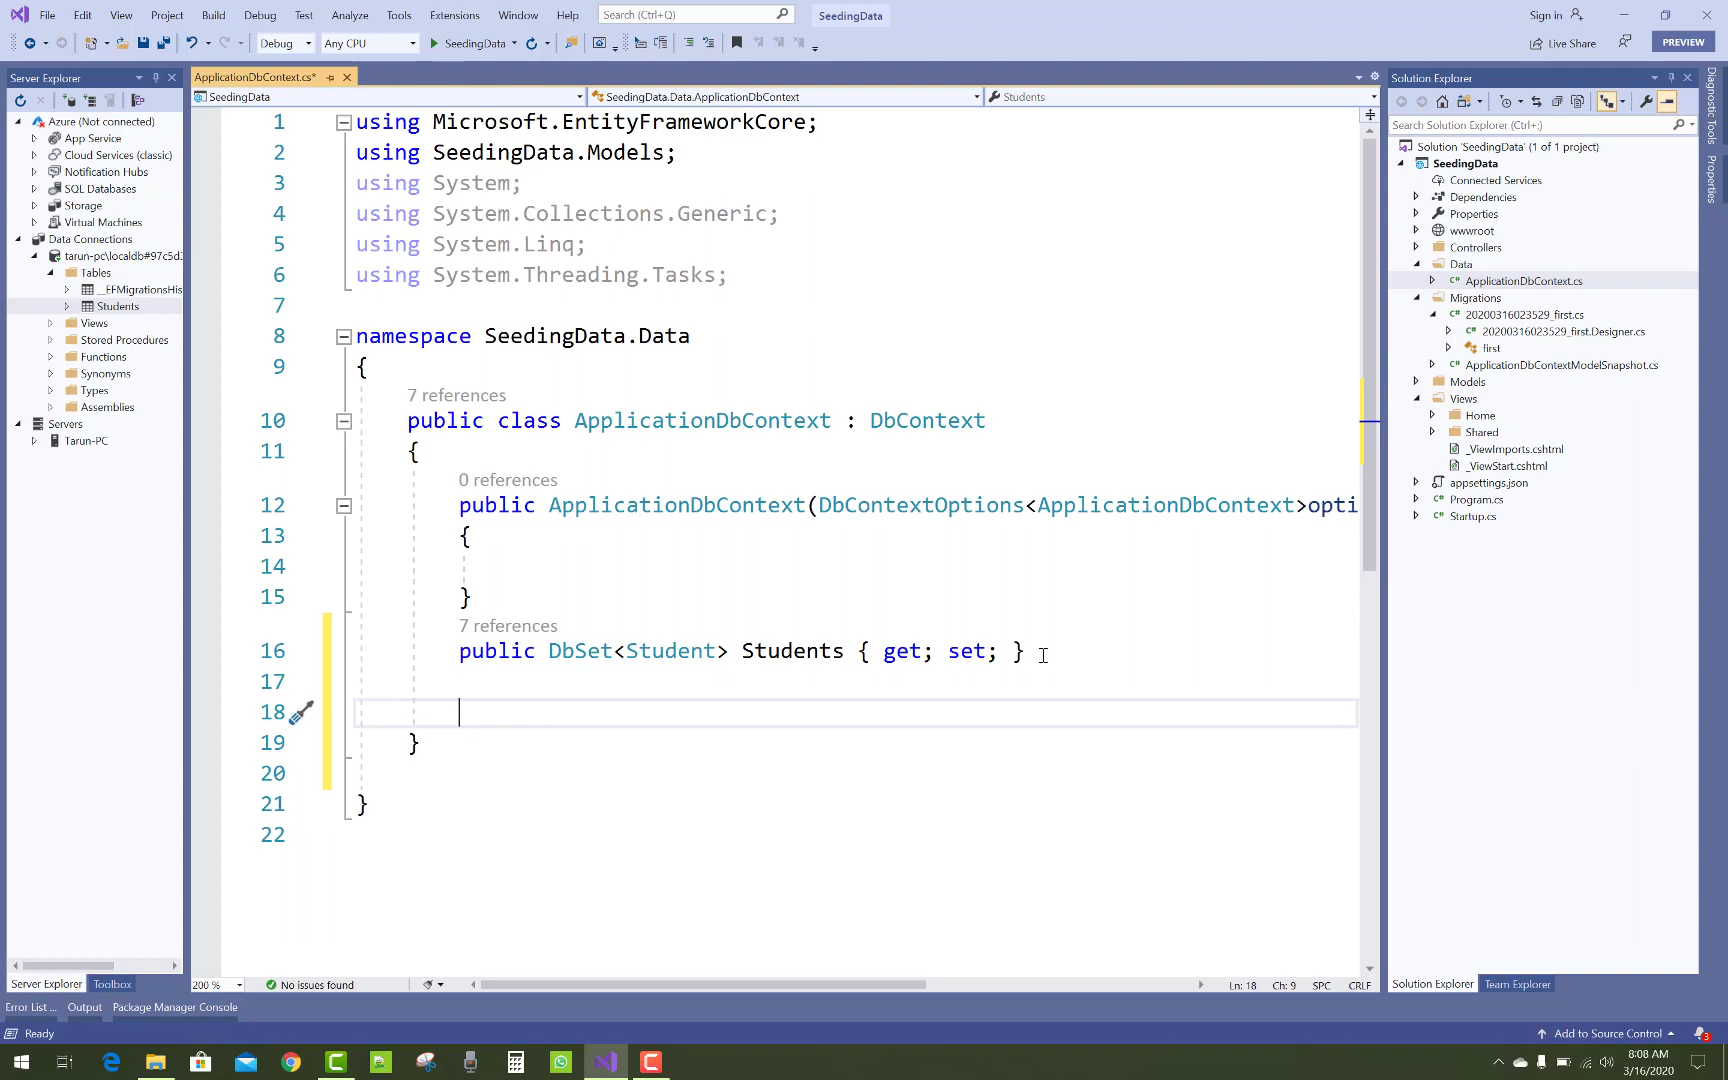 File Edit View Project Build Debug Test Analyze Tools Extensions Window Help Search (Ctrl+Q) SeedingData Sign in
Debug Any CPU SeedingData Live Share PREVIEW
Server Explorer
Azure (Not connected)
App Service
Cloud Services (classic)
Notification Hubs
SQL Databases
Storage
Virtual Machines
Data Connections
tarun-pc\localdb#97c5d
Tables
__EFMigrationsHis
Students
Views
Stored Procedures
Functions
Synonyms
Types
Assemblies
Servers
Tarun-PC
Server Explorer Toolbox
ApplicationDbContext.cs*
SeedingData SeedingData.Data.ApplicationDbContext Students
1 using Microsoft.EntityFrameworkCore;
2 using SeedingData.Models;
3 using System;
4 using System.Collections.Generic;
5 using System.Linq;
6 using System.Threading.Tasks;
7
8 namespace SeedingData.Data
9 {
7 references
10 public class ApplicationDbContext : DbContext
11 {
0 references
12 public ApplicationDbContext(DbContextOptions<ApplicationDbContext>opti
13 {
14
15 }
7 references
16 public DbSet<Student> Students { get; set; }
17
18
19 }
20
21 }
22
200 % No issues found Ln: 18 Ch: 9 SPC CRLF
Solution Explorer
Search Solution Explorer (Ctrl+;)
Solution 'SeedingData' (1 of 1 project)
SeedingData
Connected Services
Dependencies
Properties
wwwroot
Controllers
Data
ApplicationDbContext.cs
Migrations
20200316023529_first.cs
20200316023529_first.Designer.cs
first
ApplicationDbContextModelSnapshot.cs
Models
Views
Home
Shared
_ViewImports.cshtml
_ViewStart.cshtml
appsettings.json
Program.cs
Startup.cs
Solution Explorer Team Explorer
Diagnostic Tools
Properties
Error List ... Output Package Manager Console
Ready Add to Source Control 3
8:08 AM
3/16/2020